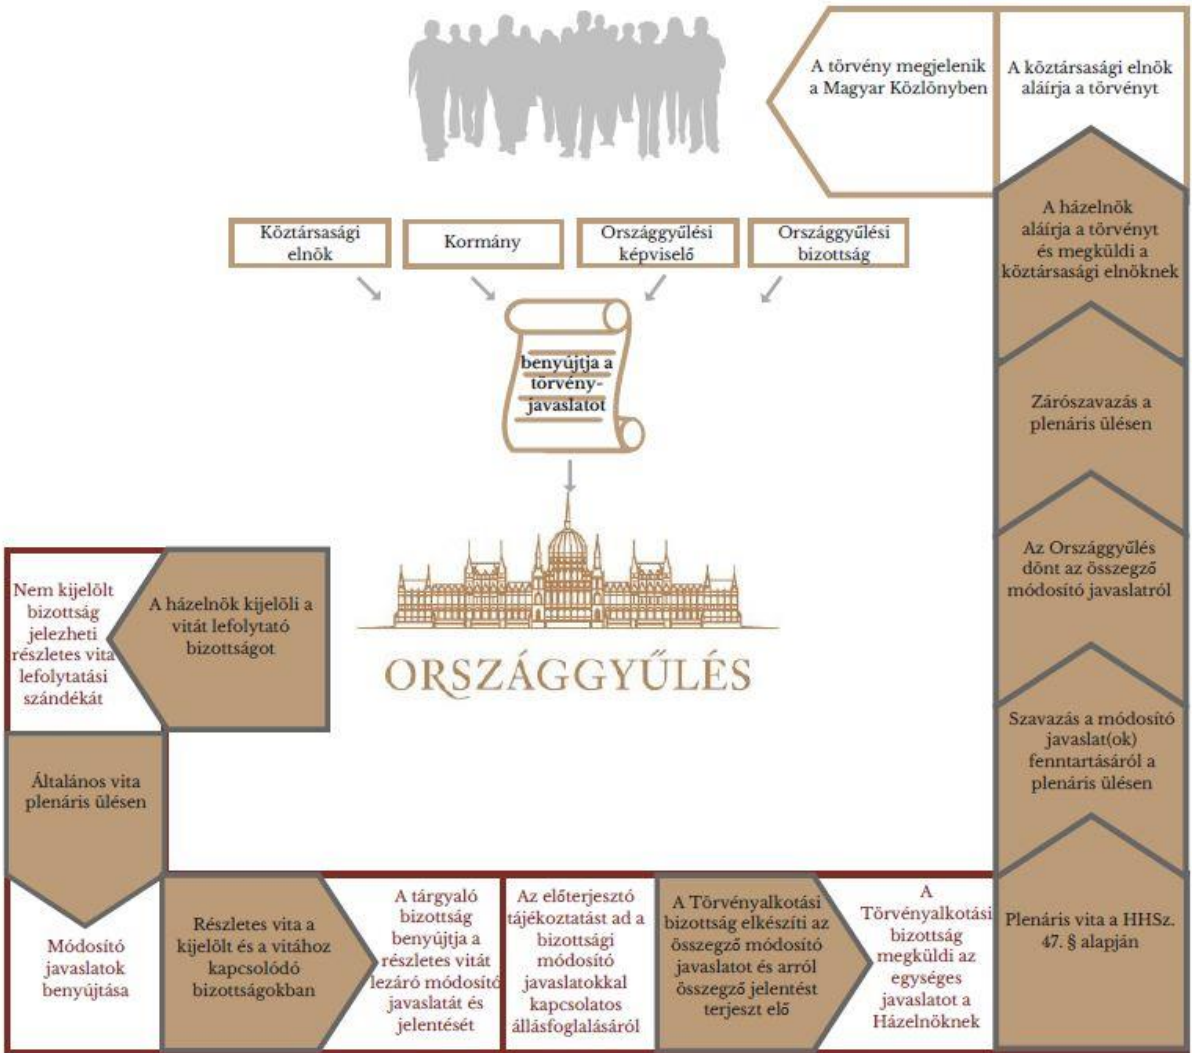 A törvény megjelenik
a Magyar Közlönyben
A köztársasági elnök
aláírja a törvényt
A házelnök
aláírja a törvényt
és megküldi a
köztársasági elnöknek
Köztársasági
elnök
Kormány
Országgyűlési
képviselő
Országgyűlési
bizottság
benyújtja a
törvény-
javaslatot
Zárószavazás a
plenáris ülésen
Az Országgyűlés
dönt az összegző
módosító javaslatról
ORSZÁGGYŰLÉS
Nem kijelölt
bizottság
jelezheti
részletes vita
lefolytatási
szándékát
A házelnök kijelöli a
vitát lefolytató
bizottságot
Szavazás a módosító
javaslat(ok)
fenntartásáról a
plenáris ülésen
Általános vita
plenáris ülésen
Módosító
javaslatok
benyújtása
Részletes vita a
kijelölt és a vitához
kapcsolódó
bizottságokban
A tárgyaló
bizottság
benyújtja a
részletes vitát
lezáró módosító
javaslatát és
jelentését
Az előterjesztő
tájékoztatást ad a
bizottsági
módosító
javaslatokkal
kapcsolatos
állásfoglalásáról
A Törvényalkotási
bizottság elkészíti az
összegző módosító
javaslatot és arról
összegző jelentést
terjeszt elő
A
Törvényalkotási
bizottság
megküldi az
egységes
javaslatot a
Házelnöknek
Plenáris vita a HHSz.
47. § alapján